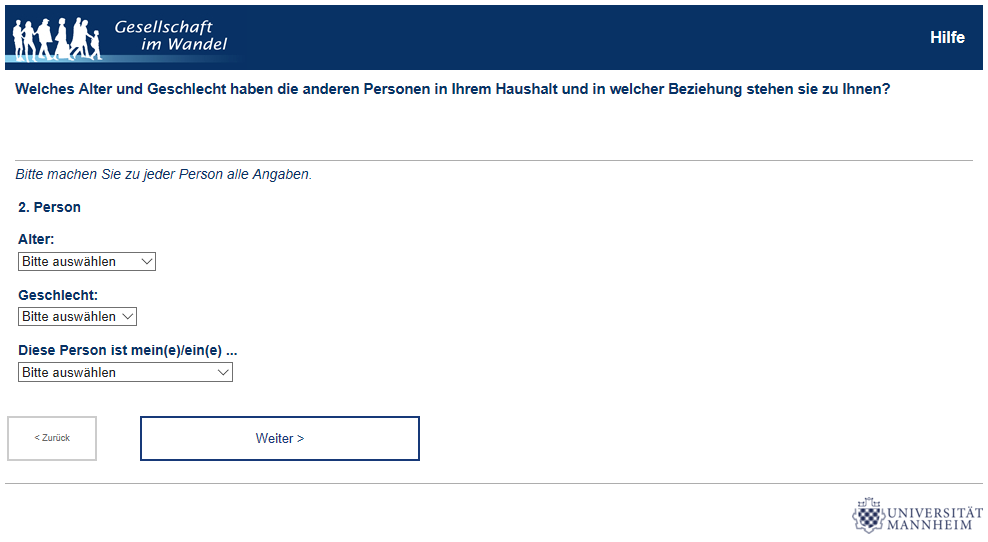 Gesellschaft
im Wandel
Hilfe
Welches Alter und Geschlecht haben die anderen Personen in Ihrem Haushalt und in welcher Beziehung stehen sie zu Ihnen?
Bitte machen Sie zu jeder Person alle Angaben.
2. Person
Alter:
Bitte auswählen
Geschlecht:
Bitte auswählen
Diese Person ist mein(e)/ein(e) ...
Bitte auswählen
< Zurück
Weiter >
UNIVERSITÄT
MANNHEIM